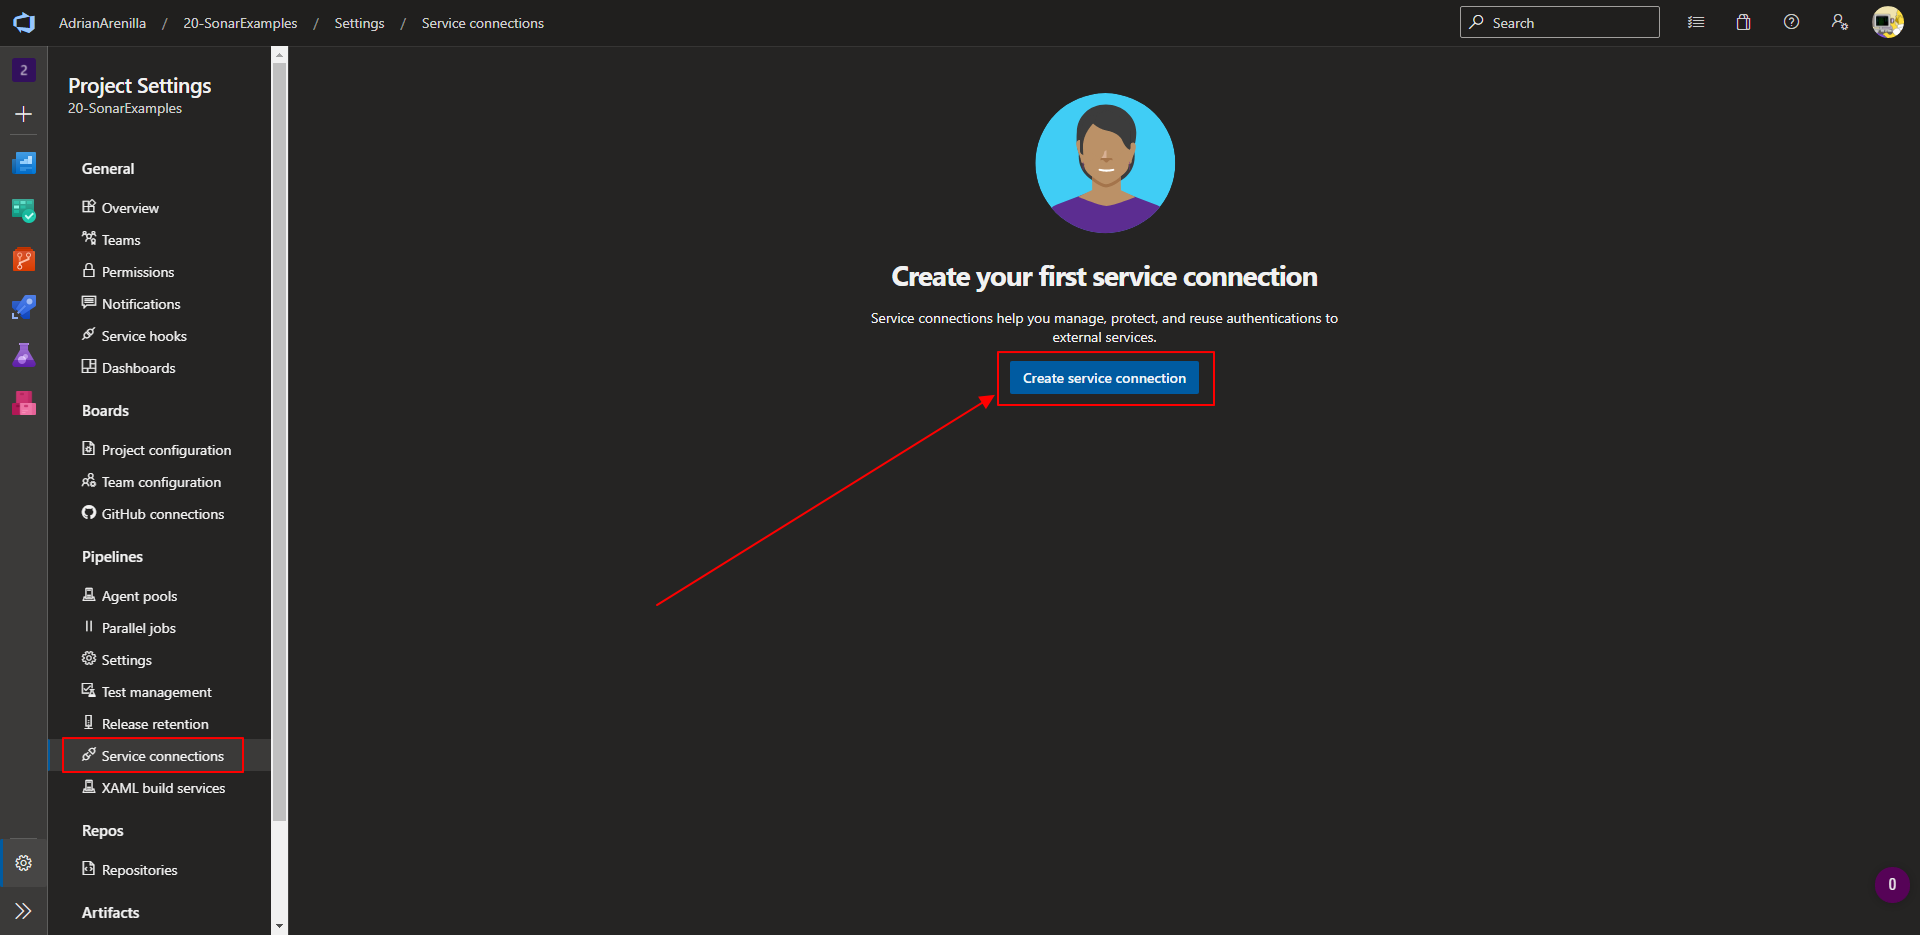 AdrianArenilla / 20-SonarExamples / Settings / Service connections
Search
2
Project Settings
20-SonarExamples
General
Overview
Teams
Permissions
Notifications
Service hooks
Dashboards
Boards
Project configuration
Team configuration
GitHub connections
Pipelines
Agent pools
Parallel jobs
Settings
Test management
Release retention
Service connections
XAML build services
Repos
Repositories
Artifacts
Create your first service connection
Service connections help you manage, protect, and reuse authentications to
external services.
Create service connection
0